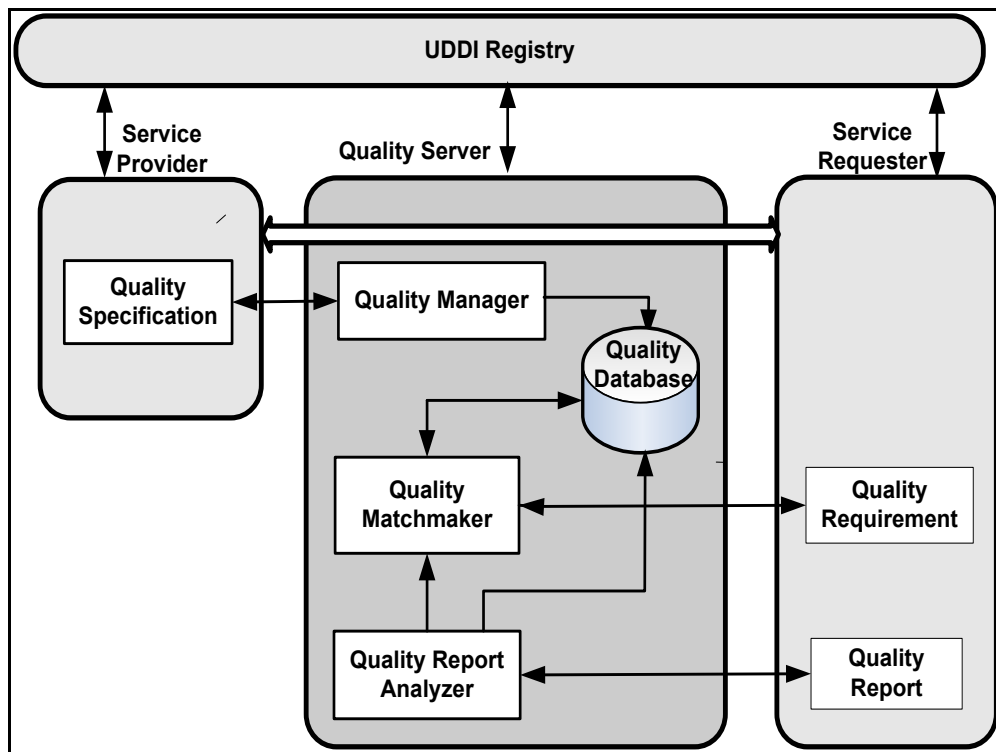 UDDI Registry
Service
Provider
Quality Server
Service
Requester
Quality
Specification
Quality Manager
Quality
Database
Quality
Matchmaker
Quality
Requirement
Quality Report
Analyzer
Quality
Report